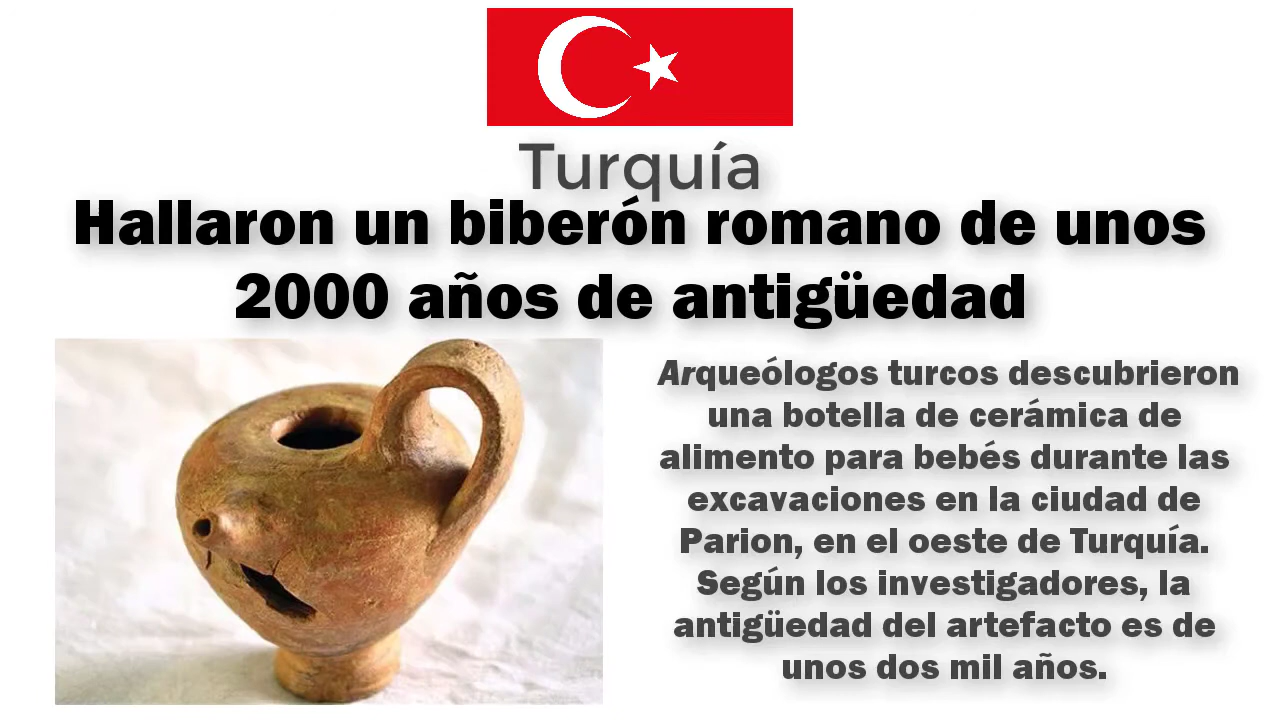 Turquía
Hallaron un biberón romano de unos
2000 años de antigüedad
Arqueólogos turcos descubrieron
una botella de cerámica de
alimento para bebés durante las
excavaciones en la ciudad de
Parion, en el oeste de Turquía.
Según los investigadores, la
antigüedad del artefacto es de
unos dos mil años.